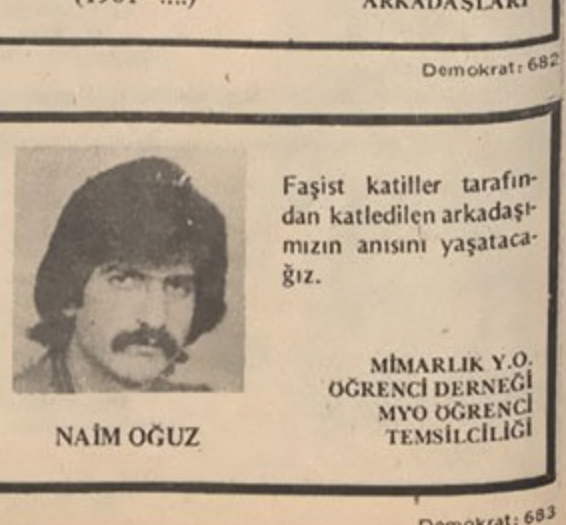 ARKADAŞLARI
Demokrat: 682
Faşist katiller tarafın-
dan katledilen arkadaşı-
mızın anısını yaşataca-
ğız.
MİMARLIK Y.O.
ÖĞRENCİ DERNEĞİ
MYO ÖĞRENCİ
TEMSİLCİLİĞİ
NAİM OĞUZ
Demokrat: 683